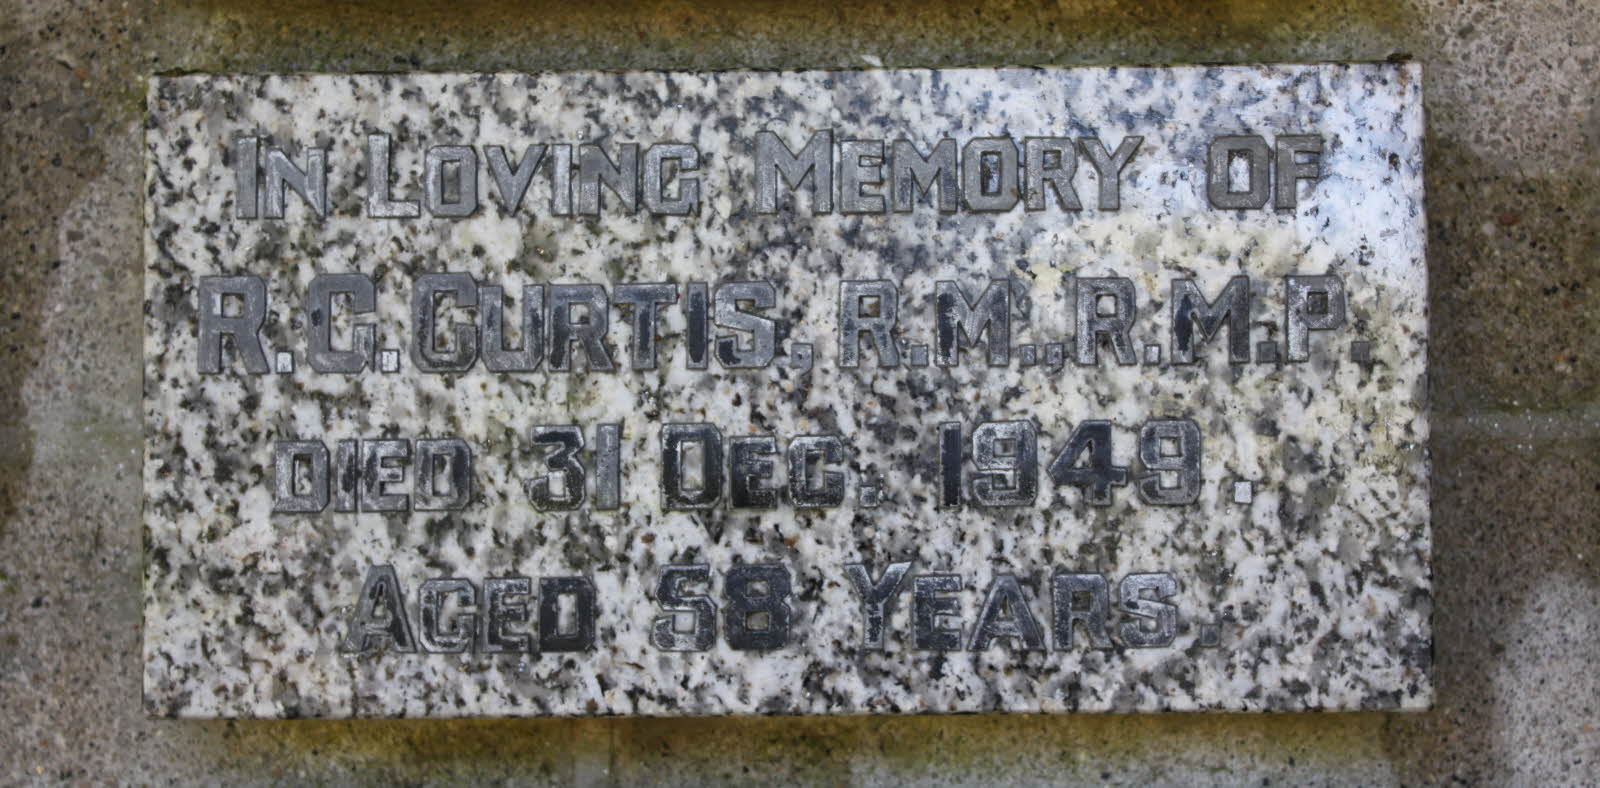 In Loving Memory of
R.C. Curtis, R.M., R.M.P.
Died 31 Dec. 1949.
Aged 58 Years.